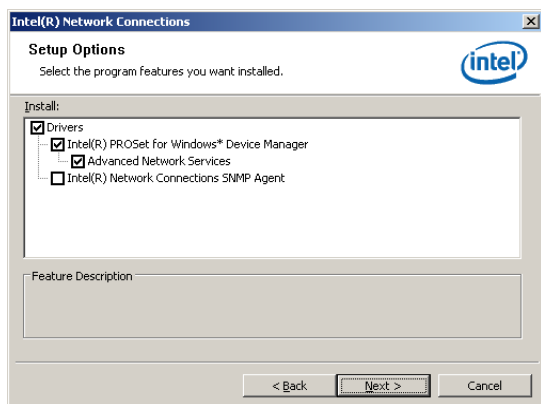 Intel(R) Network Connections
Setup Options
Select the program features you want installed.
intel
Install:
Drivers
Intel(R) PROSet for Windows* Device Manager
Advanced Network Services
Intel(R) Network Connections SNMP Agent
Feature Description
< Back
Next >
Cancel